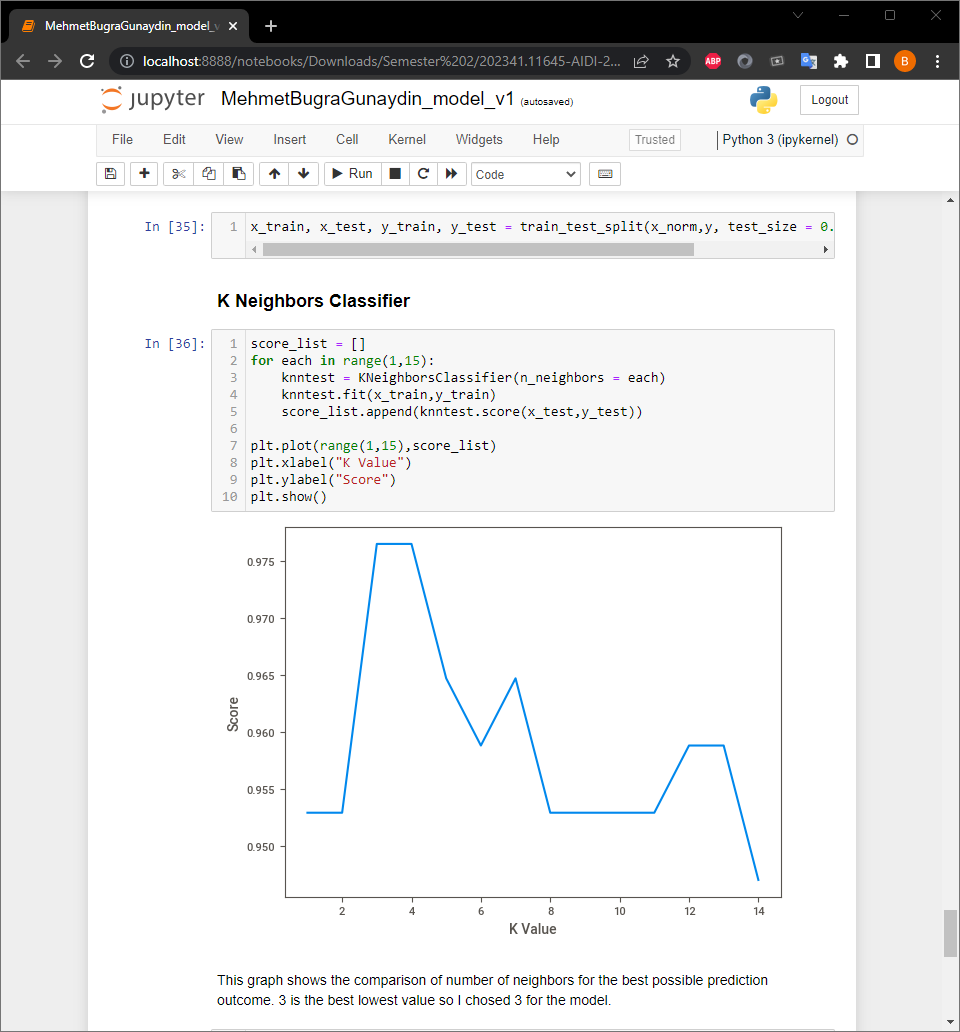 MehmetBugraGunaydin_model_v
localhost:8888/notebooks/Downloads/Semester%202/202341.11645-AIDI-2...
ABP
B
jupyter MehmetBugraGunaydin_model_v1 (autosaved)
Logout
File Edit View Insert Cell Kernel Widgets Help Trusted Python 3 (ipykernel)
Run Code
In [35]: 1 x_train, x_test, y_train, y_test = train_test_split(x_norm,y, test_size = 0.
K Neighbors Classifier
In [36]: 1 score_list = []
2 for each in range(1,15):
3     knntest = KNeighborsClassifier(n_neighbors = each)
4     knntest.fit(x_train,y_train)
5     score_list.append(knntest.score(x_test,y_test))
6
7 plt.plot(range(1,15),score_list)
8 plt.xlabel("K Value")
9 plt.ylabel("Score")
10 plt.show()
0.975
0.970
0.965
0.960
0.955
0.950
Score
2 4 6 8 10 12 14
K Value
This graph shows the comparison of number of neighbors for the best possible prediction
outcome. 3 is the best lowest value so I chosed 3 for the model.